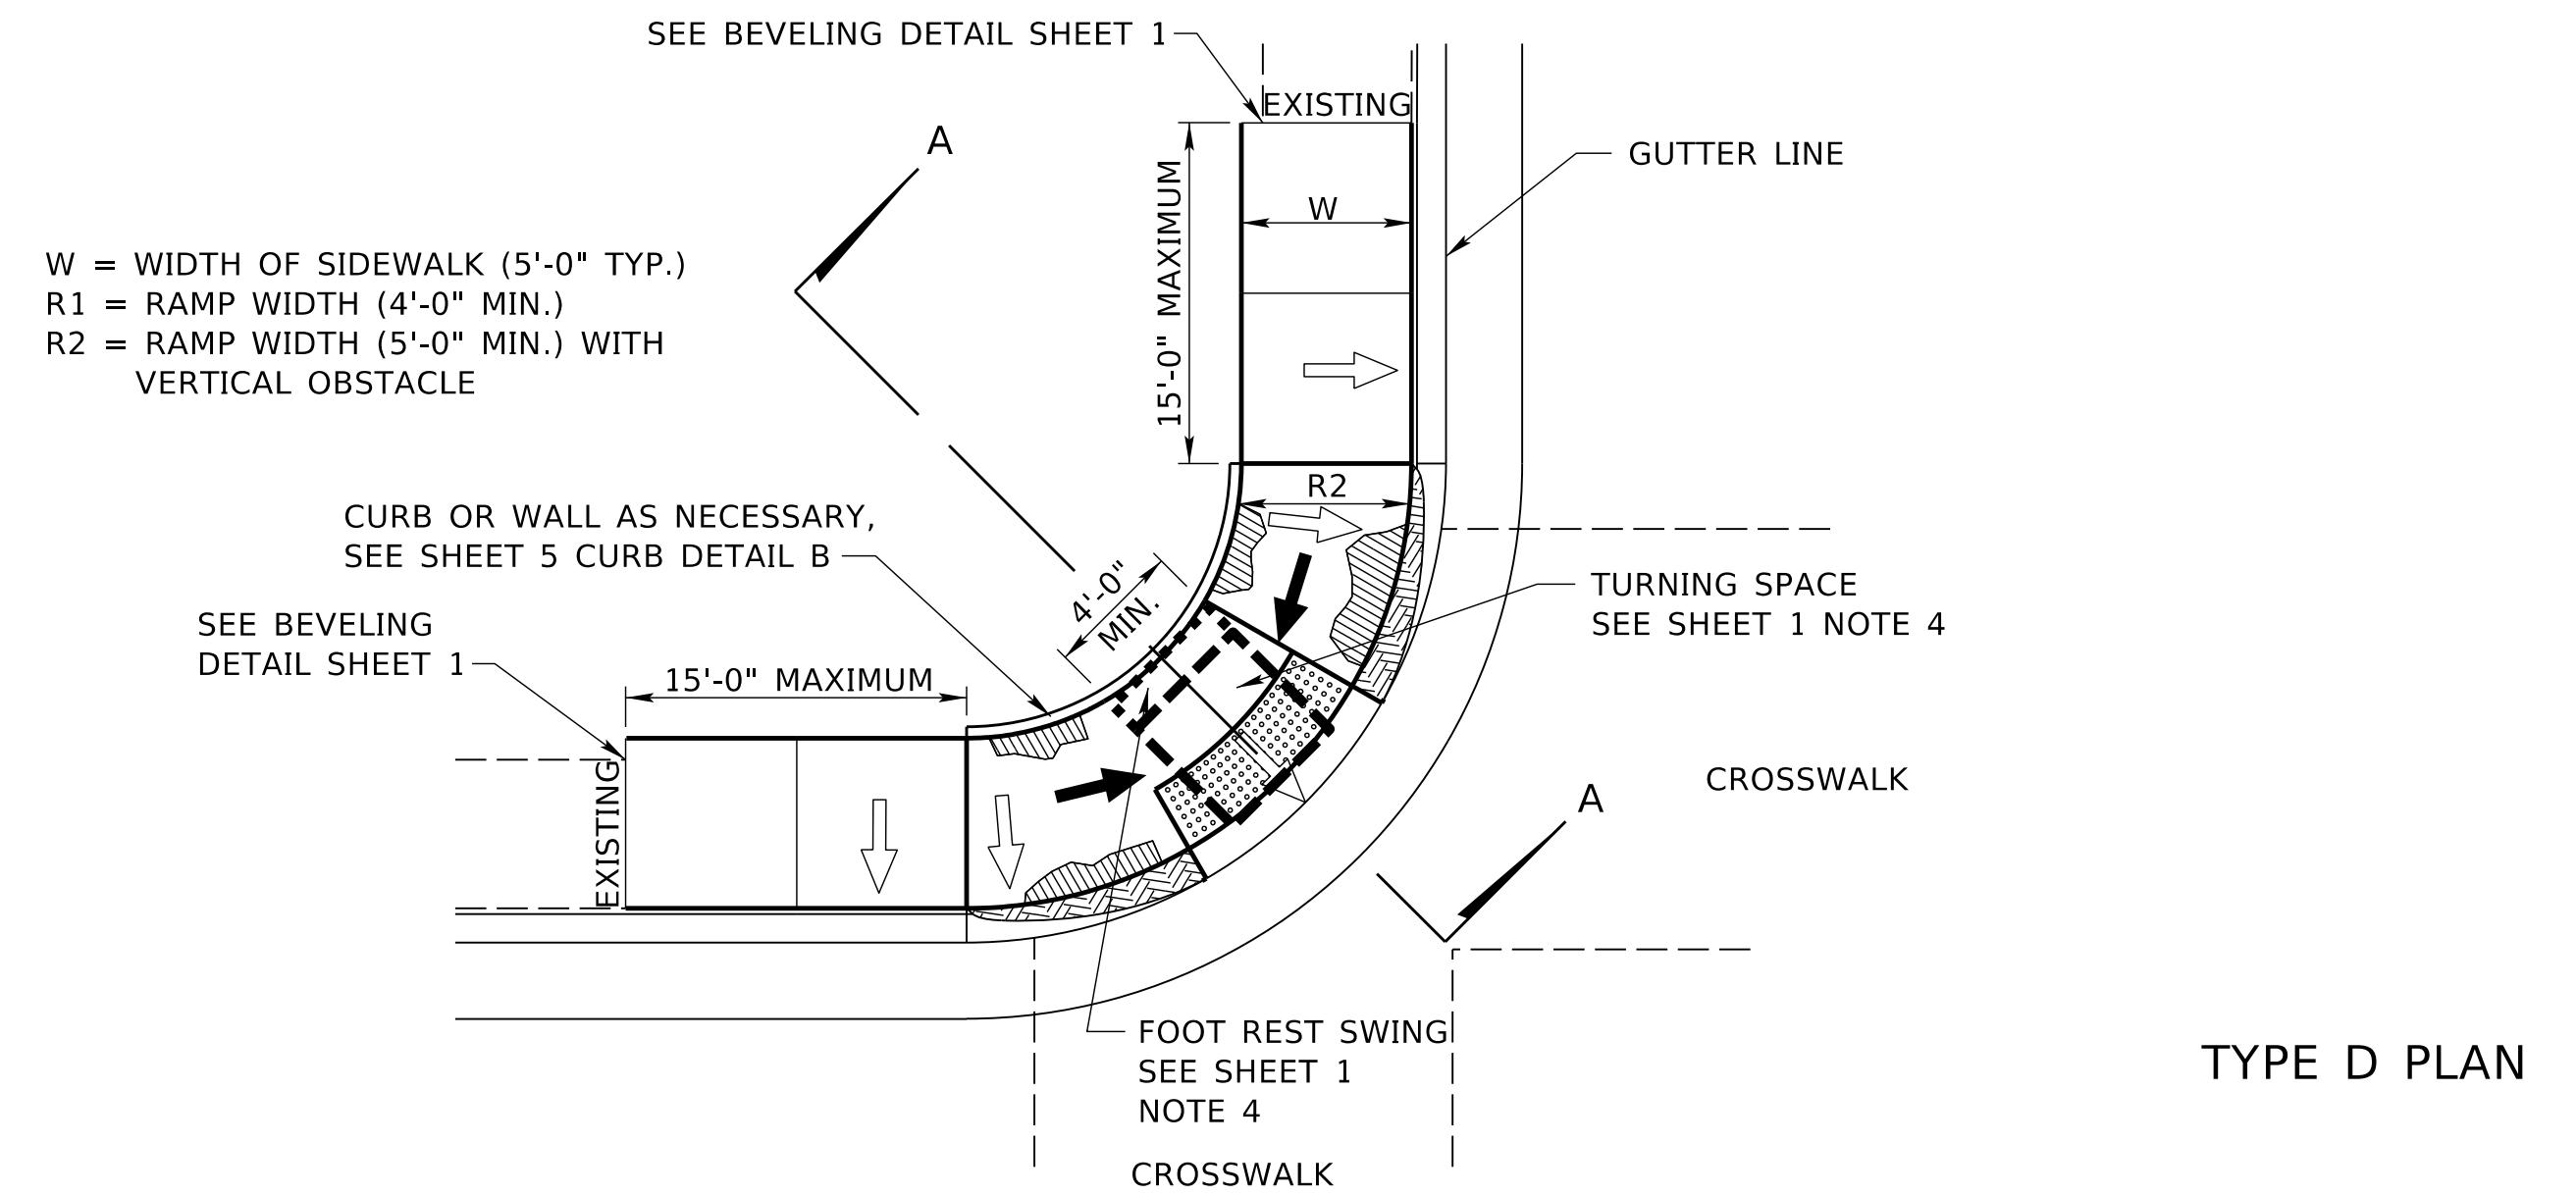 SEE BEVELING DETAIL SHEET 1
EXISTING
A
GUTTER LINE
15'-0" MAXIMUM
W
W = WIDTH OF SIDEWALK (5'-0" TYP.)
R1 = RAMP WIDTH (4'-0" MIN.)
R2 = RAMP WIDTH (5'-0" MIN.) WITH
VERTICAL OBSTACLE
R2
CURB OR WALL AS NECESSARY,
SEE SHEET 5 CURB DETAIL B
4'-0"
MIN.
TURNING SPACE
SEE SHEET 1 NOTE 4
SEE BEVELING
DETAIL SHEET 1
15'-0" MAXIMUM
EXISTING
CROSSWALK
A
FOOT REST SWING
SEE SHEET 1
NOTE 4
TYPE D PLAN
CROSSWALK